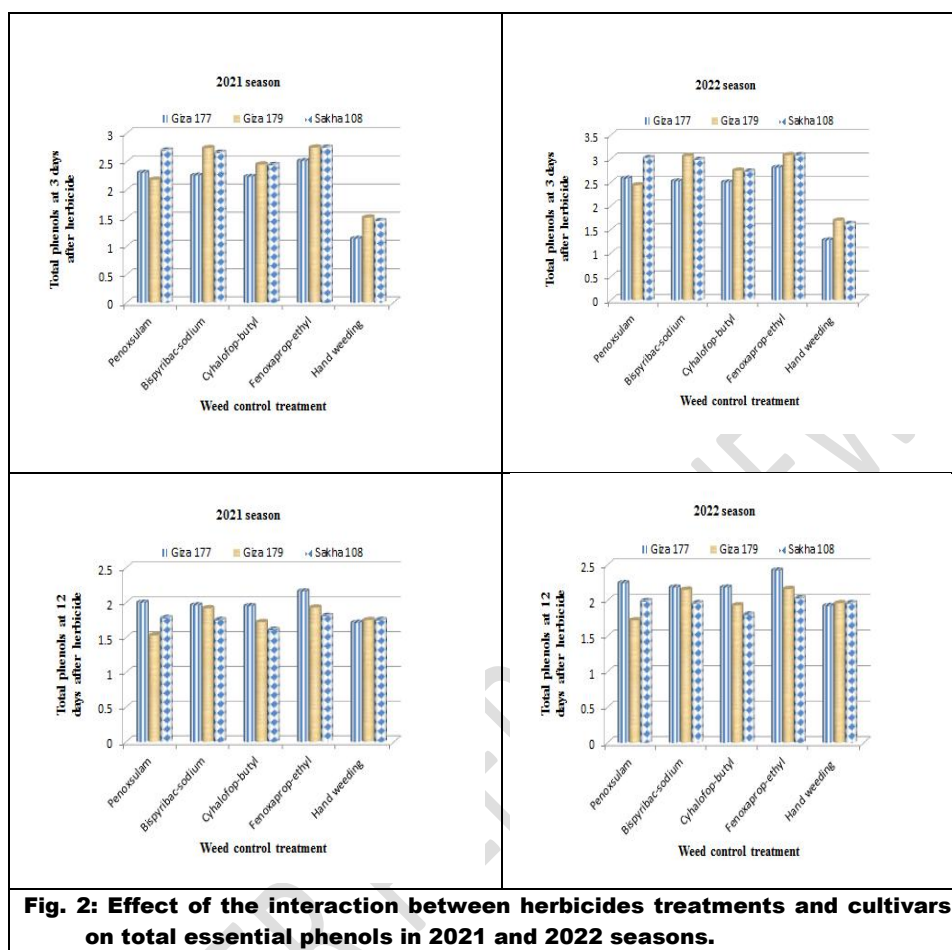 2021 season
Giza 177 Giza 179 Sakha 108
Total phenols at 3 days
after herbicide
3
2.5
2
1.5
1
0.5
0
Penoxsulam
Bispyribac-sodium
Cyhalofop-butyl
Fenoxaprop-ethyl
Hand weeding
Weed control treatment
2022 season
Giza 177 Giza 179 Sakha 108
Total phenols at 3 days
after herbicide
3.5
3
2.5
2
1.5
1
0.5
0
Penoxsulam
Bispyribac-sodium
Cyhalofop-butyl
Fenoxaprop-ethyl
Hand weeding
Weed control treatment
2021 season
Giza 177 Giza 179 Sakha 108
Total phenols at 12
days after herbicide
2.5
2
1.5
1
0.5
0
Penoxsulam
Bispyribac-sodium
Cyhalofop-butyl
Fenoxaprop-ethyl
Hand weeding
Weed control treatment
2022 season
Giza 177 Giza 179 Sakha 108
Total phenols at 12
days after herbicide
2.5
2
1.5
1
0.5
0
Penoxsulam
Bispyribac-sodium
Cyhalofop-butyl
Fenoxaprop-ethyl
Hand weeding
Weed control treatment
Fig. 2: Effect of the interaction between herbicides treatments and cultivars
on total essential phenols in 2021 and 2022 seasons.